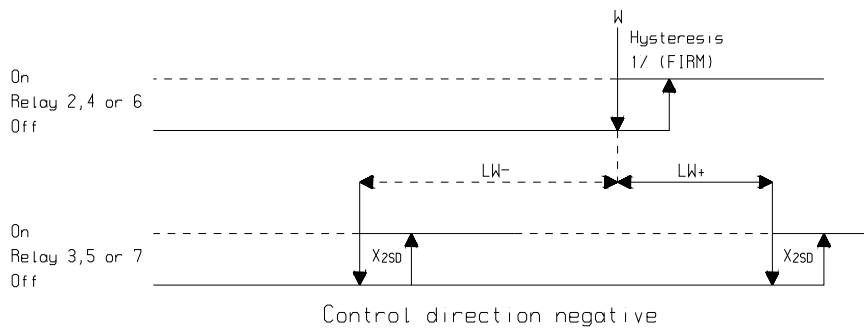 W
Hysteresis
1/ (FIRM)
On
Relay 2,4 or 6
Off
LW-
LW+
On
Relay 3,5 or 7
Off
X2SD
X2SD
Control direction negative